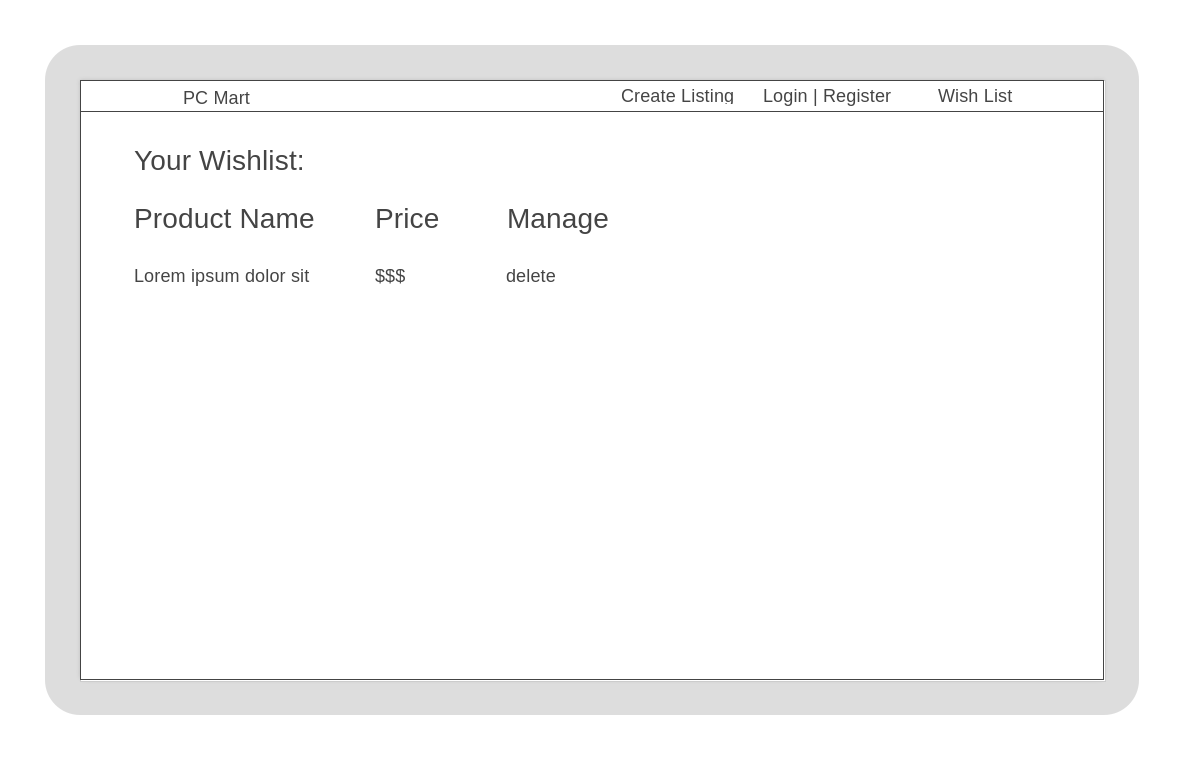 PC Mart Create Listing Login | Register Wish List
Your Wishlist:
Product Name Price Manage
Lorem ipsum dolor sit $$$ delete